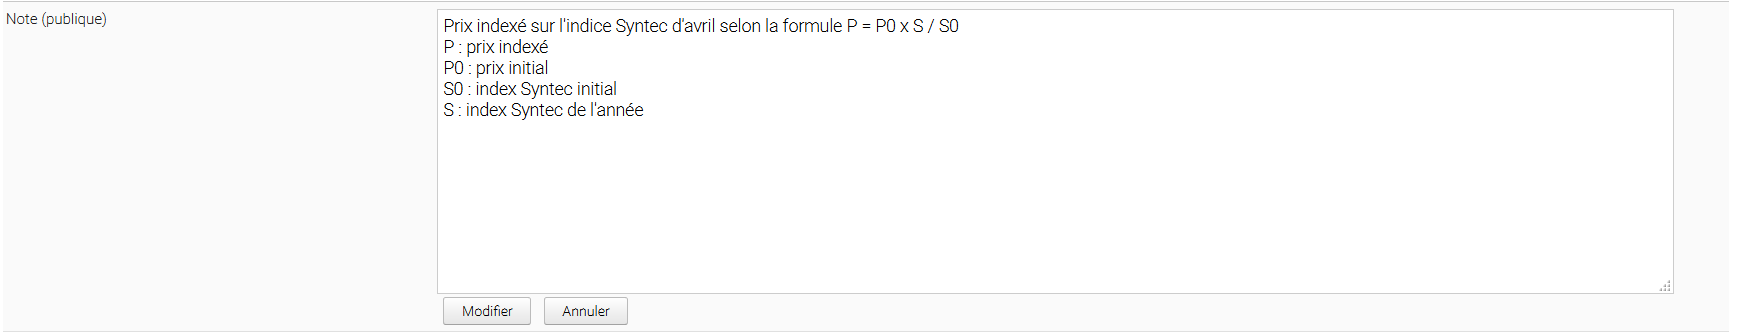 Note (publique)
Prix indexé sur l'indice Syntec d'avril selon la formule P = P0 x S / S0
P : prix indexé
P0 : prix initial
S0 : index Syntec initial
S : index Syntec de l'année
Modifier
Annuler